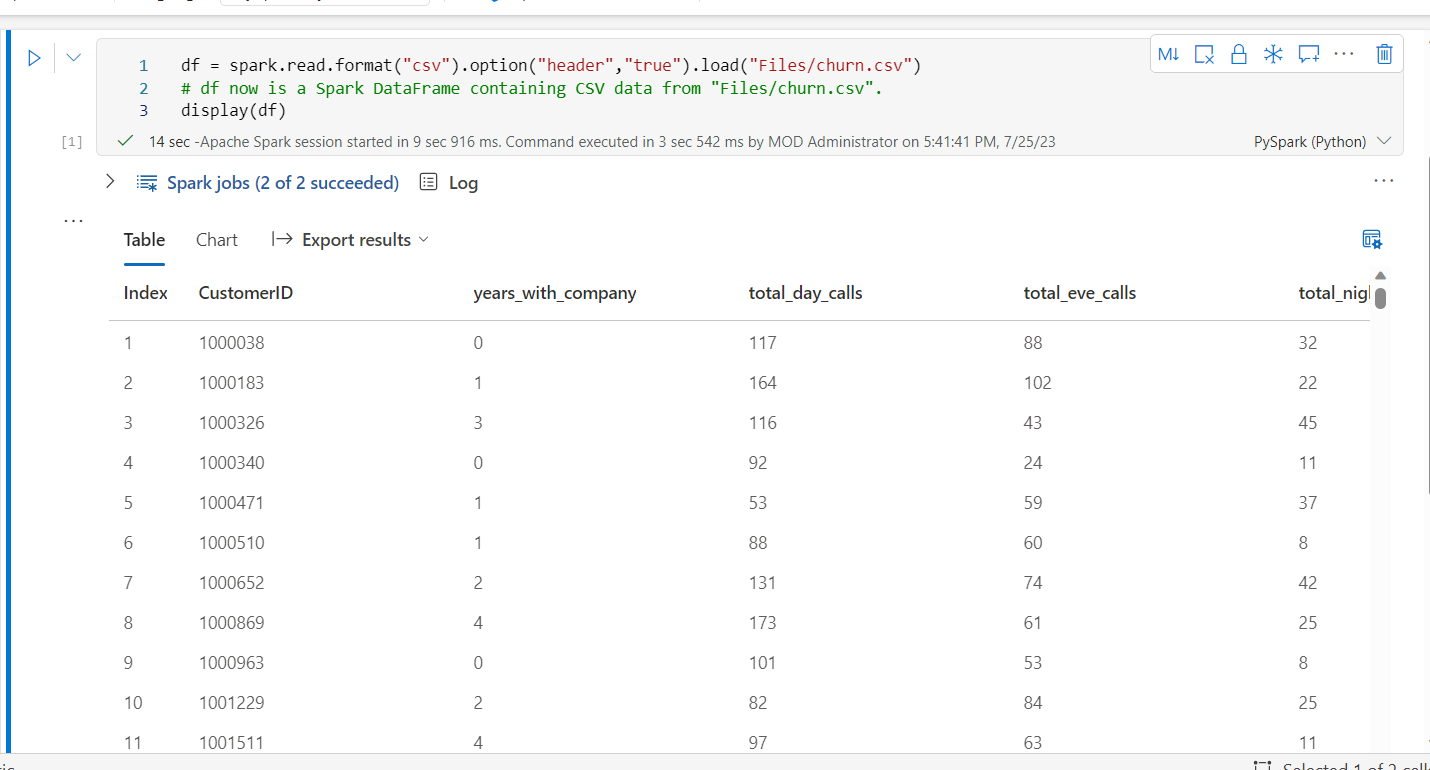 1 df = spark.read.format("csv").option("header","true").load("Files/churn.csv")
2 # df now is a Spark DataFrame containing CSV data from "Files/churn.csv".
3 display(df)
M↓
[1] 14 sec -Apache Spark session started in 9 sec 916 ms. Command executed in 3 sec 542 ms by MOD Administrator on 5:41:41 PM, 7/25/23 PySpark (Python)
Spark jobs (2 of 2 succeeded) Log
Table Chart Export results
Index CustomerID years_with_company total_day_calls total_eve_calls
1 1000038 0 117 88 32
2 1000183 1 164 102 22
3 1000326 3 116 43 45
4 1000340 0 92 24 11
5 1000471 1 53 59 37
6 1000510 1 88 60 8
7 1000652 2 131 74 42
8 1000869 4 173 61 25
9 1000963 0 101 53 8
10 1001229 2 82 84 25
11 1001511 4 97 63 11
Selected 1 of 2